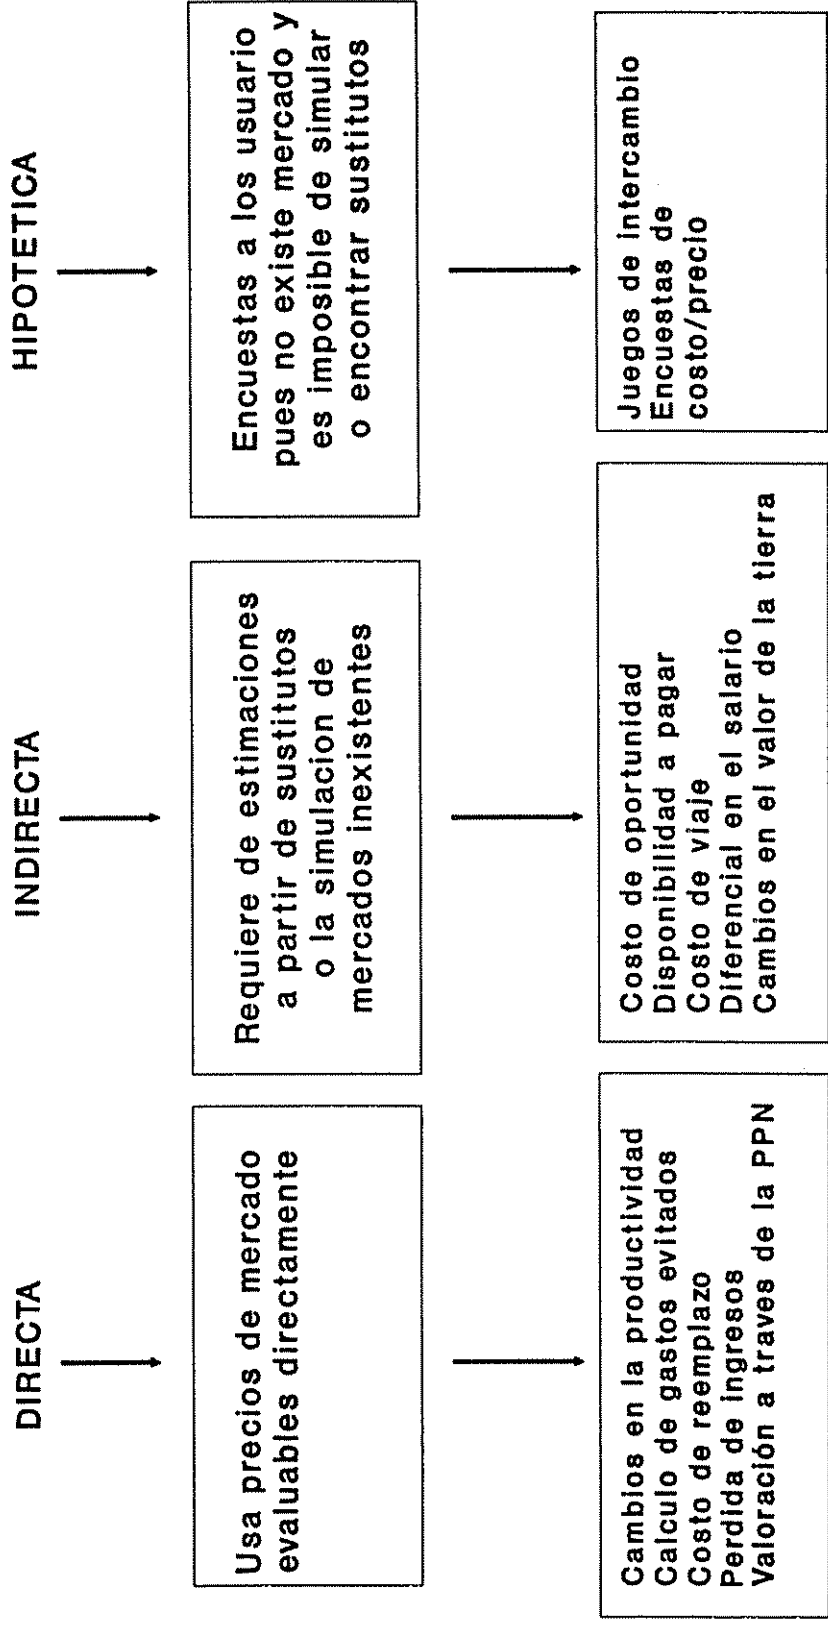 DIRECTA
Usa precios de mercado
evaluables directamente
Cambios en la productividad
Calculo de gastos evitados
Costo de reemplazo
Perdida de ingresos
Valoración a traves de la PPN
INDIRECTA
Requiere de estimaciones
a partir de sustitutos
o la simulacion de
mercados inexistentes
Costo de oportunidad
Disponibilidad a pagar
Costo de viaje
Diferencial en el salario
Cambios en el valor de la tierra
HIPOTETICA
Encuestas a los usuario
pues no existe mercado y
es imposible de simular
o encontrar sustitutos
Juegos de intercambio
Encuestas de
costo/precio